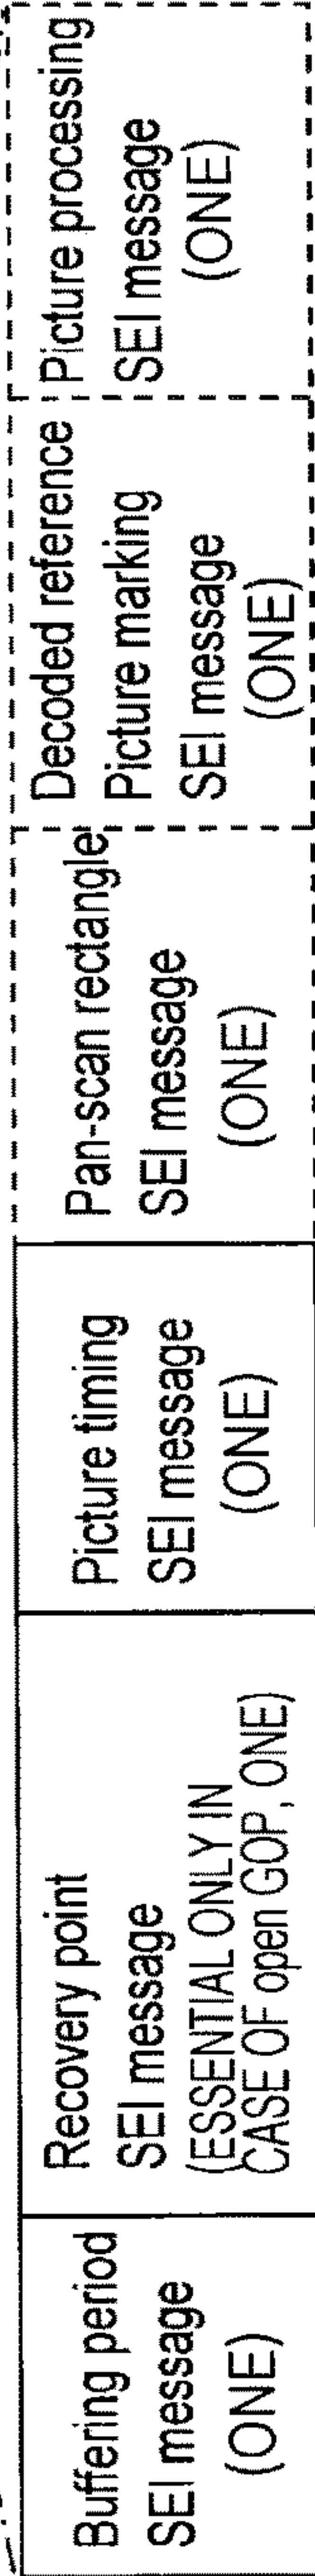 Buffering period
SEI message
(ONE)
Recovery point
SEI message
(ESSENTIAL ONLY IN
CASE OF open GOP, ONE)
Picture timing
SEI message
(ONE)
Pan-scan rectangle
SEI message
(ONE)
Decoded reference
Picture marking
SEI message
(ONE)
Picture processing
SEI message
(ONE)